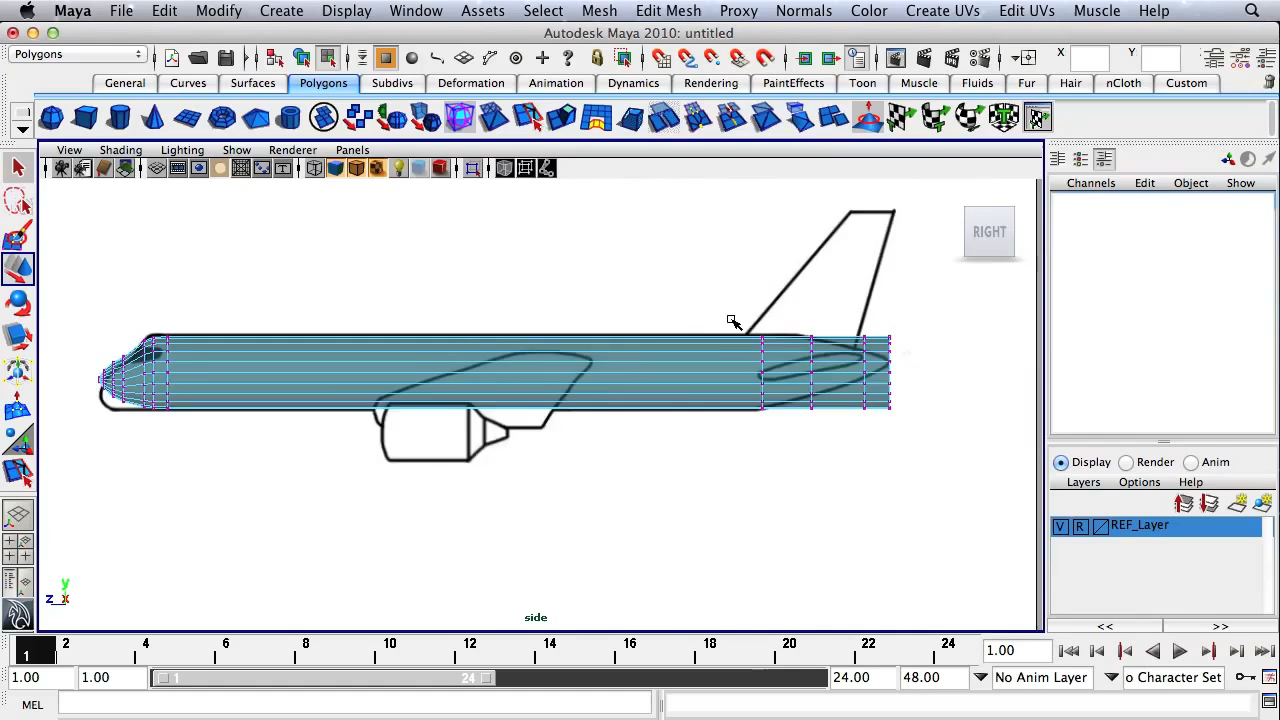 Maya File Edit Modify Create Display Window Assets Select Mesh Edit Mesh Proxy Normals Color Create UVs Edit UVs Muscle Help
Autodesk Maya 2010: untitled
Polygons X Y
General Curves Surfaces Polygons Subdivs Deformation Animation Dynamics Rendering PaintEffects Toon Muscle Fluids Fur Hair nCloth Custom
View Shading Lighting Show Renderer Panels
Channels Edit Object Show
RIGHT
Display Render Anim
Layers Options Help
V R REF_Layer
y
z x
side
<< >>
2 4 6 8 10 12 14 16 18 20 22 24
1 1.00
1.00 1.00 1 24 24.00 48.00 No Anim Layer o Character Set
MEL